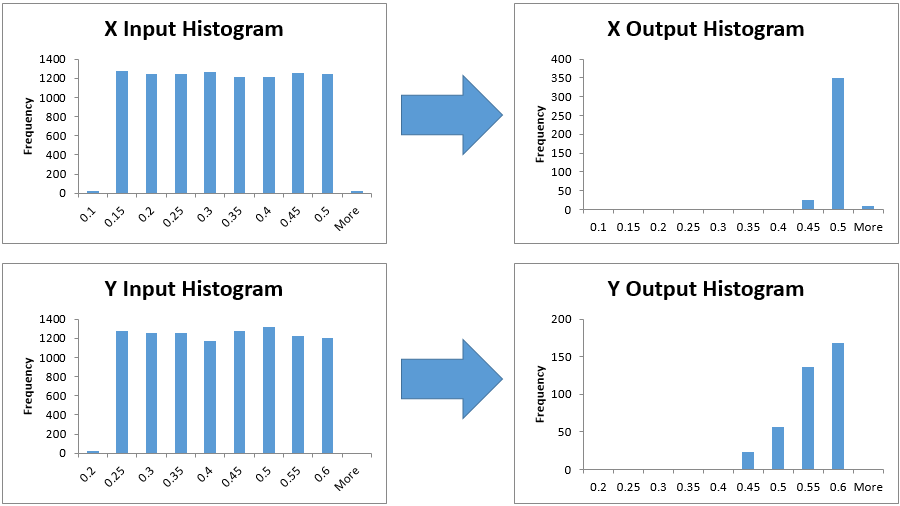 X Input Histogram
Frequency
1400
1200
1000
800
600
400
200
0
0.1 0.15 0.2 0.25 0.3 0.35 0.4 0.45 0.5 More
X Output Histogram
Frequency
400
350
300
250
200
150
100
50
0
0.1 0.15 0.2 0.25 0.3 0.35 0.4 0.45 0.5 More
Y Input Histogram
Frequency
1400
1200
1000
800
600
400
200
0
0.2 0.25 0.3 0.35 0.4 0.45 0.5 0.55 0.6 More
Y Output Histogram
Frequency
200
150
100
50
0
0.2 0.25 0.3 0.35 0.4 0.45 0.5 0.55 0.6 More